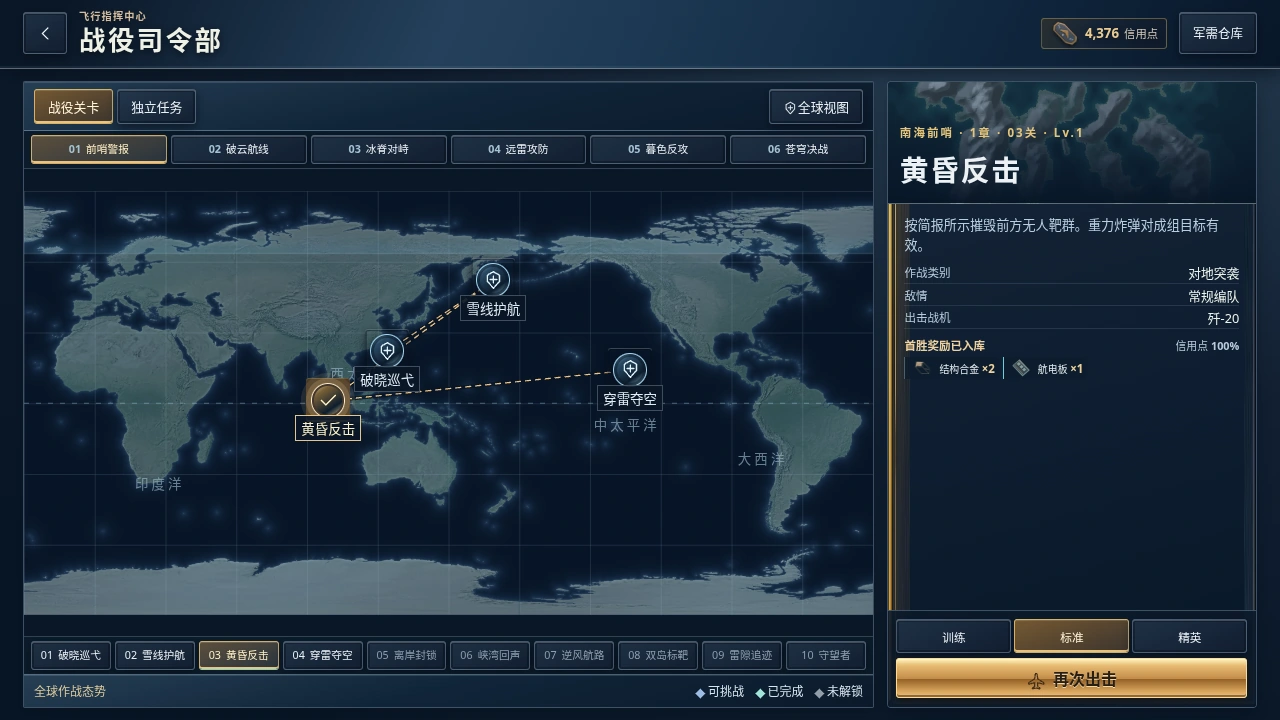 飞行指挥中心
战役司令部
4,376 信用点
军需仓库
战役关卡
独立任务
全球视图
01 前哨警报
02 破云航线
03 冰脊对峙
04 远雷攻防
05 暮色反攻
06 苍穹决战
雪线护航
破晓巡弋
穿雷夺空
黄昏反击
中太平洋
大西洋
印度洋
01 破晓巡弋
02 雪线护航
03 黄昏反击
04 穿雷夺空
05 离岸封锁
06 峡湾回声
07 逆风航路
08 双岛标靶
09 雷隙追迹
10 守望者
全球作战态势
可挑战
已完成
未解锁
南海前哨 · 1章 · 03关 · Lv.1
黄昏反击
按简报所示摧毁前方无人靶群。重力炸弹对成组目标有
效。
作战类别 对地突袭
敌情 常规编队
出击战机 歼-20
首胜奖励已入库 信用点 100%
结构合金 ×2 航电板 ×1
训练
标准
精英
再次出击